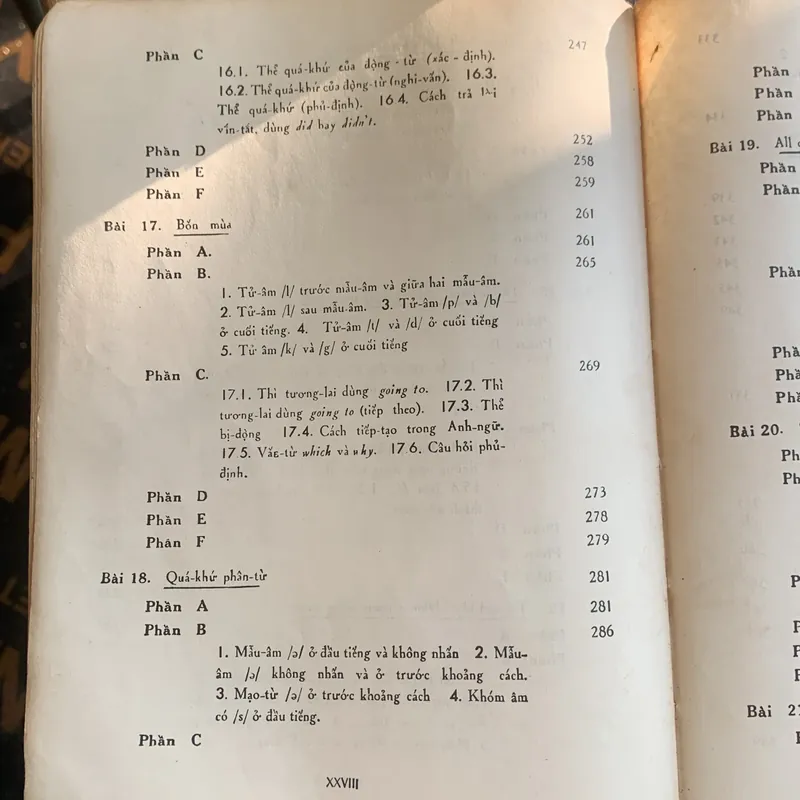 Phần C 247
16.1. Thể quá-khứ của động-từ (xác-định).
16.2. Thể quá-khứ của động-từ (nghi-vấn). 16.3.
Thể quá-khứ (phủ-định). 16 4. Cách trả lời
vắn-tắt, dùng did hay didn't.
Phần D 252
Phần E 258
Phần F 259
Bài 17. Bốn mùa 261
Phần A. 261
Phần B. 265
1. Tử-âm /l/ trước mẫu-âm và giữa hai mẫu-âm.
2. Tử-âm /l/ sau mẫu-âm. 3. Tử-âm /p/ và /b/
ở cuối tiếng. 4. Tử-âm /t/ và /d/ ở cuối tiếng
5. Tử âm /k/ và /g/ ở cuối tiếng
Phần C. 269
17.1. Thì tương-lai dùng going to. 17.2. Thì
tương-lai dùng going to (tiếp theo). 17.3. Thể
bị-động 17.4. Cách tiếp-tạo trong Anh-ngữ.
17.5. Vấn-từ which và why. 17.6. Câu hỏi phủ-
định.
Phần D 273
Phần E 278
Phần F 279
Bài 18. Quá-khứ phân-từ 281
Phần A 281
Phần B 286
1. Mẫu-âm /ə/ ở đầu tiếng và không nhấn 2. Mẫu-
âm /ə/ không nhấn và ở trước khoảng cách.
3. Mạo-từ /ə/ ở trước khoảng cách 4. Khóm âm
có /s/ ở đầu tiếng.
Phần C
XXVIII
Phần
Phần
Phần
Bài 19. All
Phần
Phần
Phần
Phần
Phần
Phần
Bài 20.